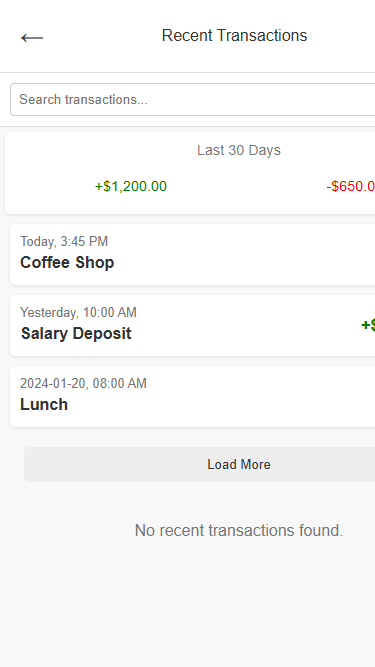 Recent Transactions
Search transactions...
Last 30 Days
+$1,200.00 -$650.0
Today, 3:45 PM
Coffee Shop
Yesterday, 10:00 AM
Salary Deposit +$
2024-01-20, 08:00 AM
Lunch
Load More
No recent transactions found.